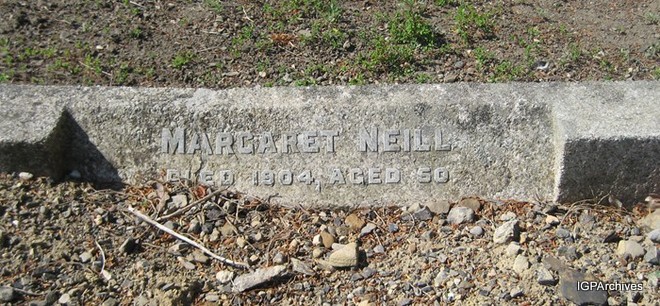 MARGARET NEILL
DIED 1904, AGED 50
IGPArchives